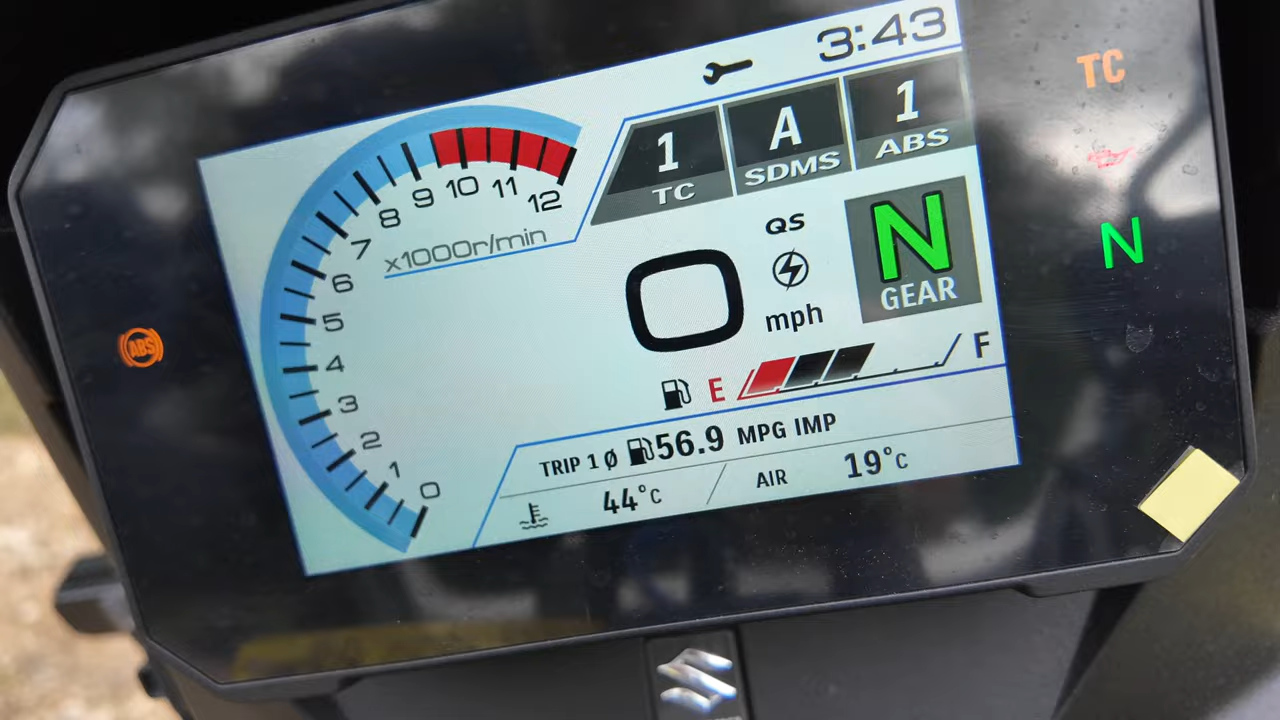 3:43
TC
1
TC
A
SDMS
1
ABS
9 10 11 12
8
7
x1000r/min
6
5
4
3
2
1
0
QS
N
GEAR
N
0
mph
ABS
E
F
TRIP 1 Ø 56.9 MPG IMP
44°C
AIR 19°C